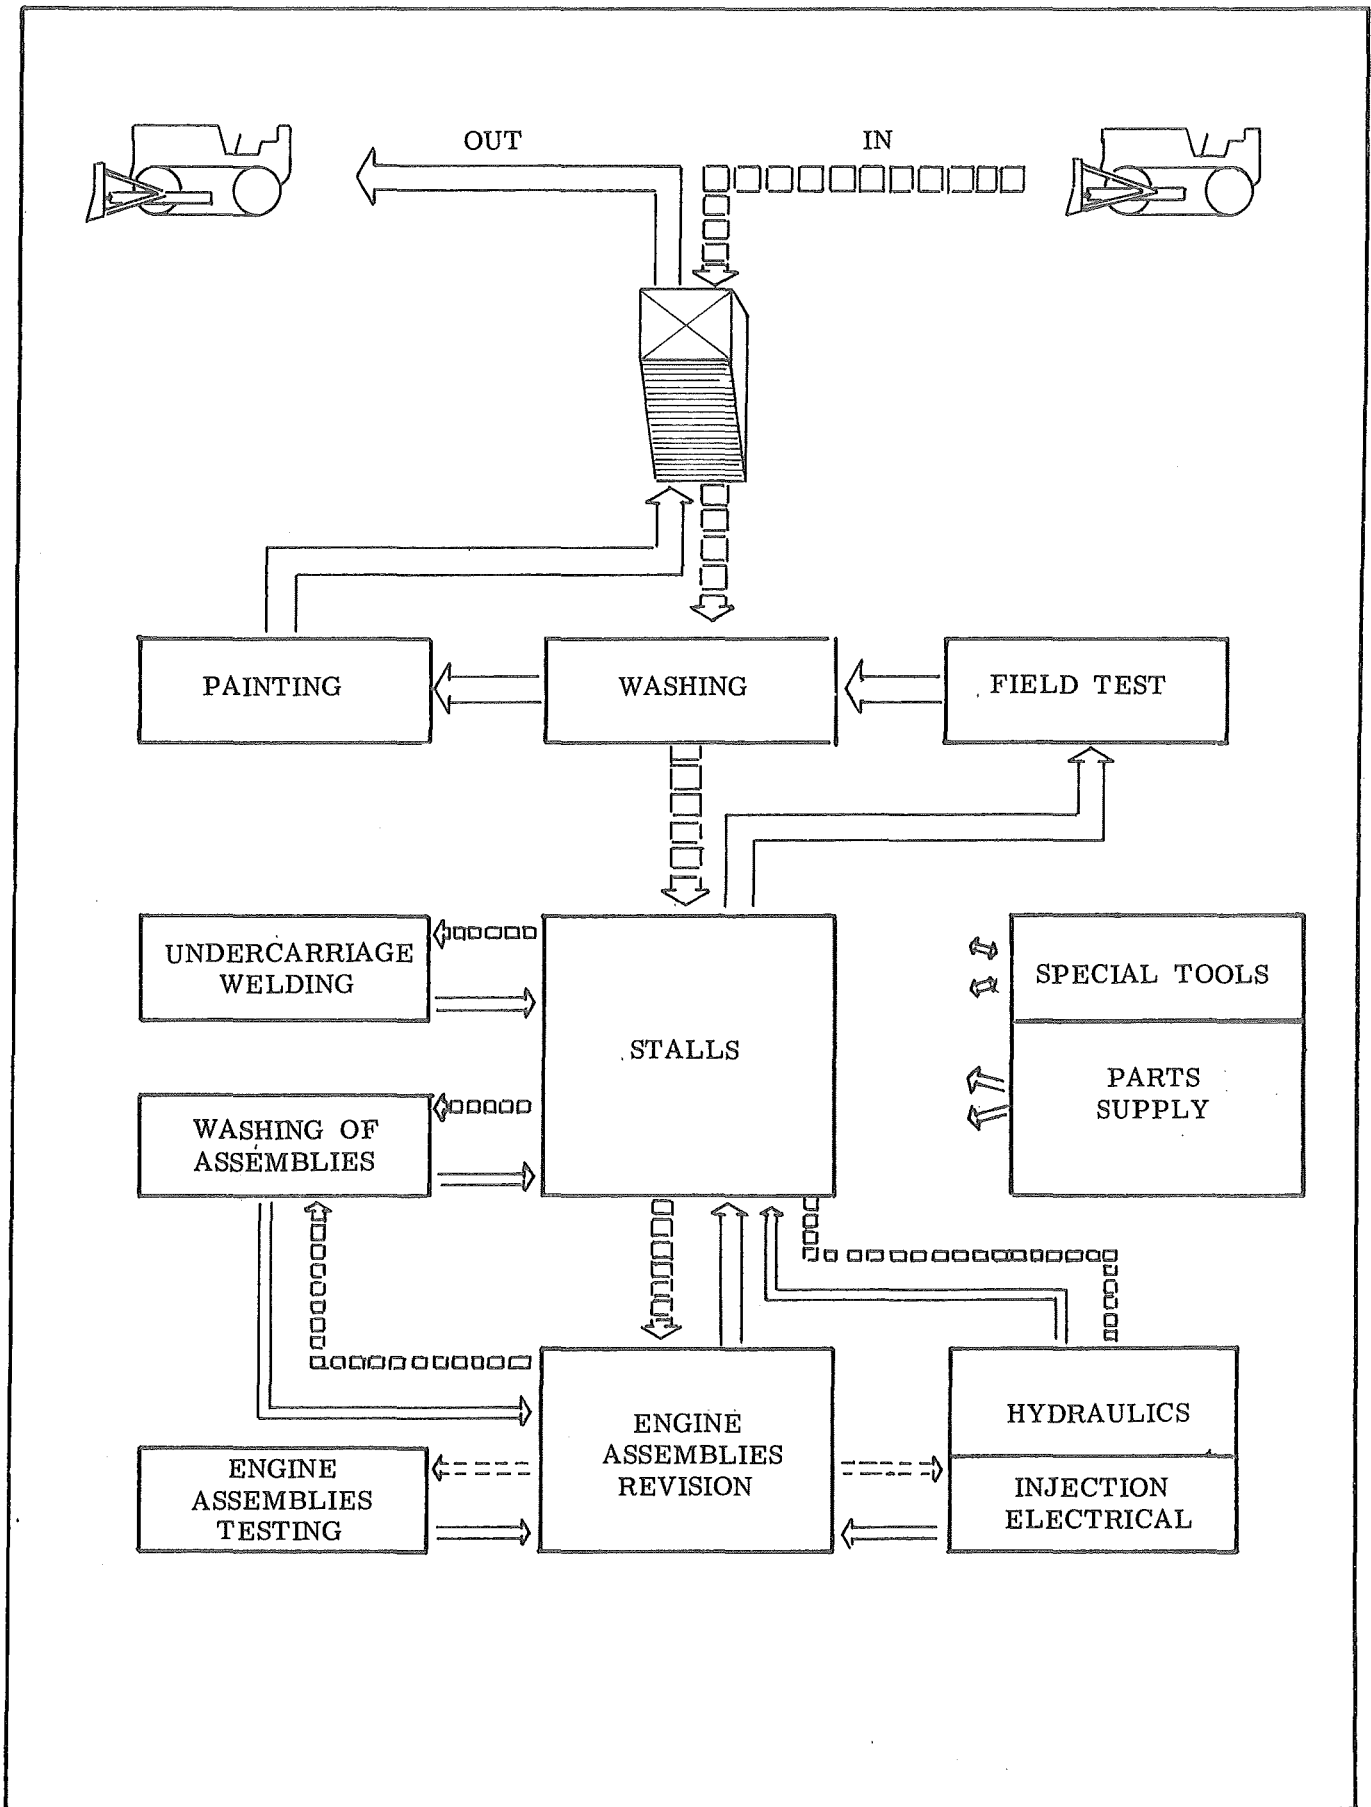 OUT
IN
PAINTING
WASHING
FIELD TEST
UNDERCARRIAGE
WELDING
STALLS
SPECIAL TOOLS
PARTS
SUPPLY
WASHING OF
ASSEMBLIES
ENGINE
ASSEMBLIES
REVISION
HYDRAULICS
INJECTION
ELECTRICAL
ENGINE
ASSEMBLIES
TESTING